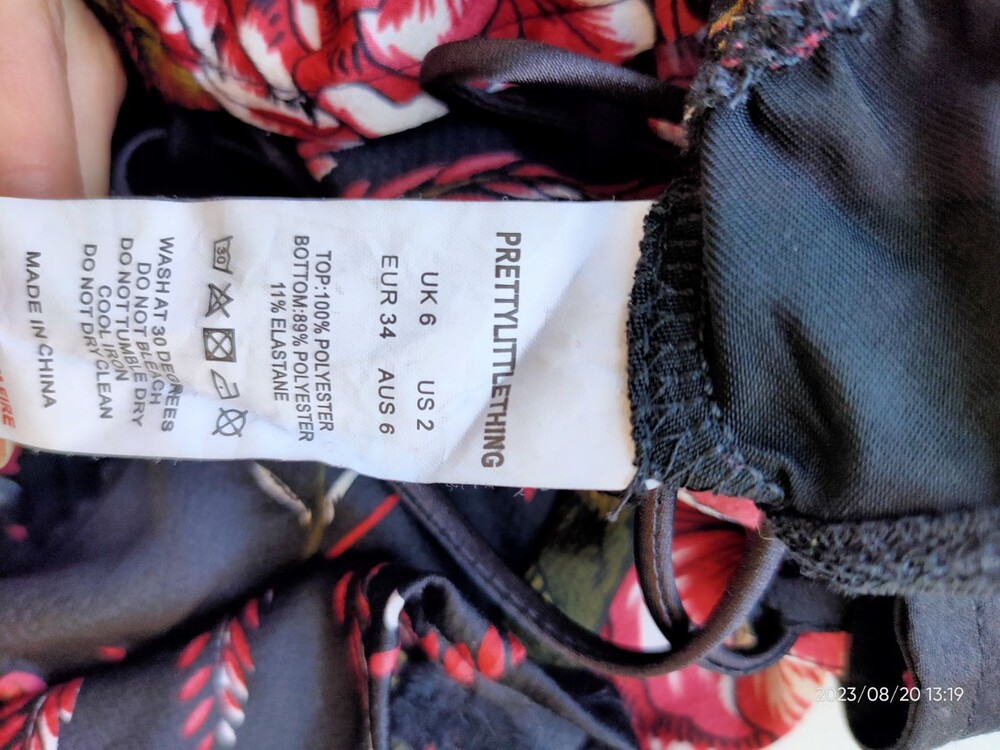 PRETTYLITTLETHING
UK 6 US 2
EUR 34 AUS 6
TOP:100% POLYESTER
BOTTOM:89% POLYESTER
11% ELASTANE
30
WASH AT 30 DEGREES
DO NOT BLEACH
DO NOT TUMBLE DRY
COOL IRON
DO NOT DRY CLEAN
MADE IN CHINA
2023/08/20 13:19